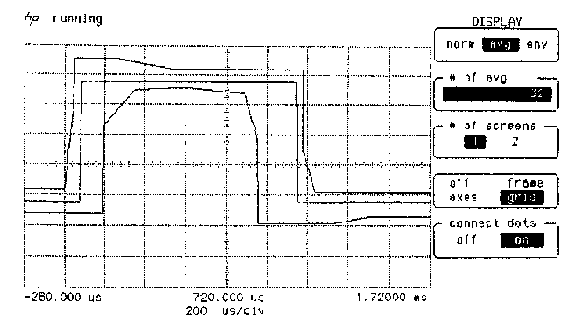 hp running
DISPLAY
norm avg env
# of avg
32
# of screens
1 2
off frame
axes grid
connect dots
off on
-280.000 us 720.000 us 1.72000 ms
200 us/div